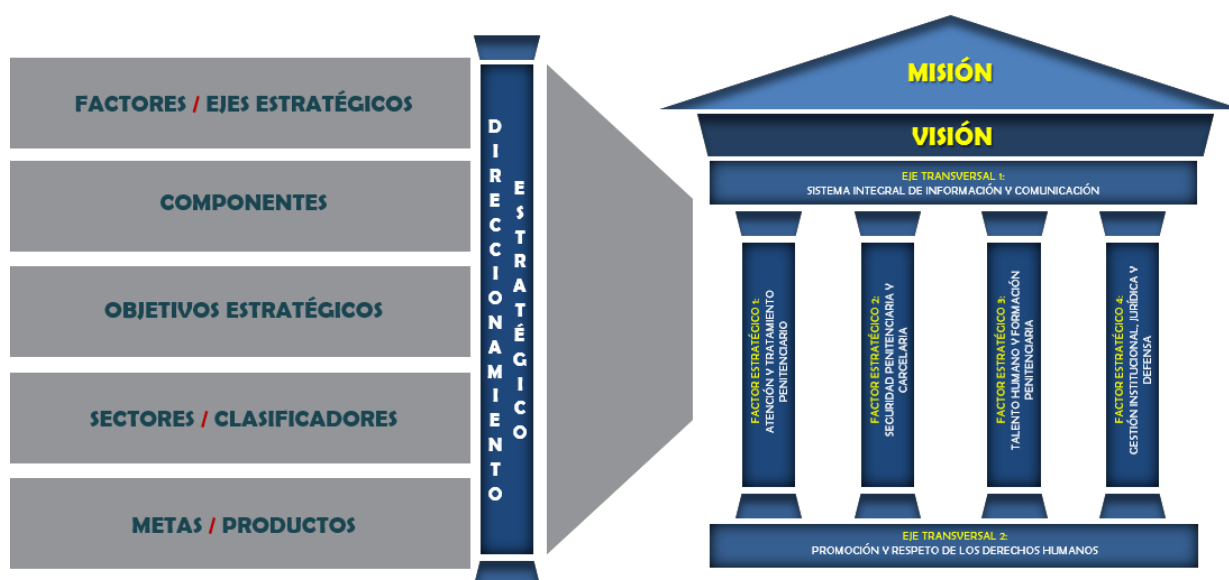 FACTORES / EJES ESTRATÉGICOS
COMPONENTES
OBJETIVOS ESTRATÉGICOS
SECTORES / CLASIFICADORES
METAS / PRODUCTOS
DIRECCIONAMIENTO
ESTRATÉGICO
MISIÓN
VISIÓN
EJE TRANSVERSAL 1:
SISTEMA INTEGRAL DE INFORMACIÓN Y COMUNICACIÓN
FACTOR ESTRATÉGICO 1:
ATENCIÓN Y TRATAMIENTO
PENITENCIARIO
FACTOR ESTRATÉGICO 2:
SEGURIDAD PENITENCIARIA Y
CARCELARIA
FACTOR ESTRATÉGICO 3:
TALENTO HUMANO Y FORMACIÓN
PENITENCIARIA
FACTOR ESTRATÉGICO 4:
GESTIÓN INSTITUCIONAL, JURÍDICA Y
DEFENSA
EJE TRANSVERSAL 2:
PROMOCIÓN Y RESPETO DE LOS DERECHOS HUMANOS